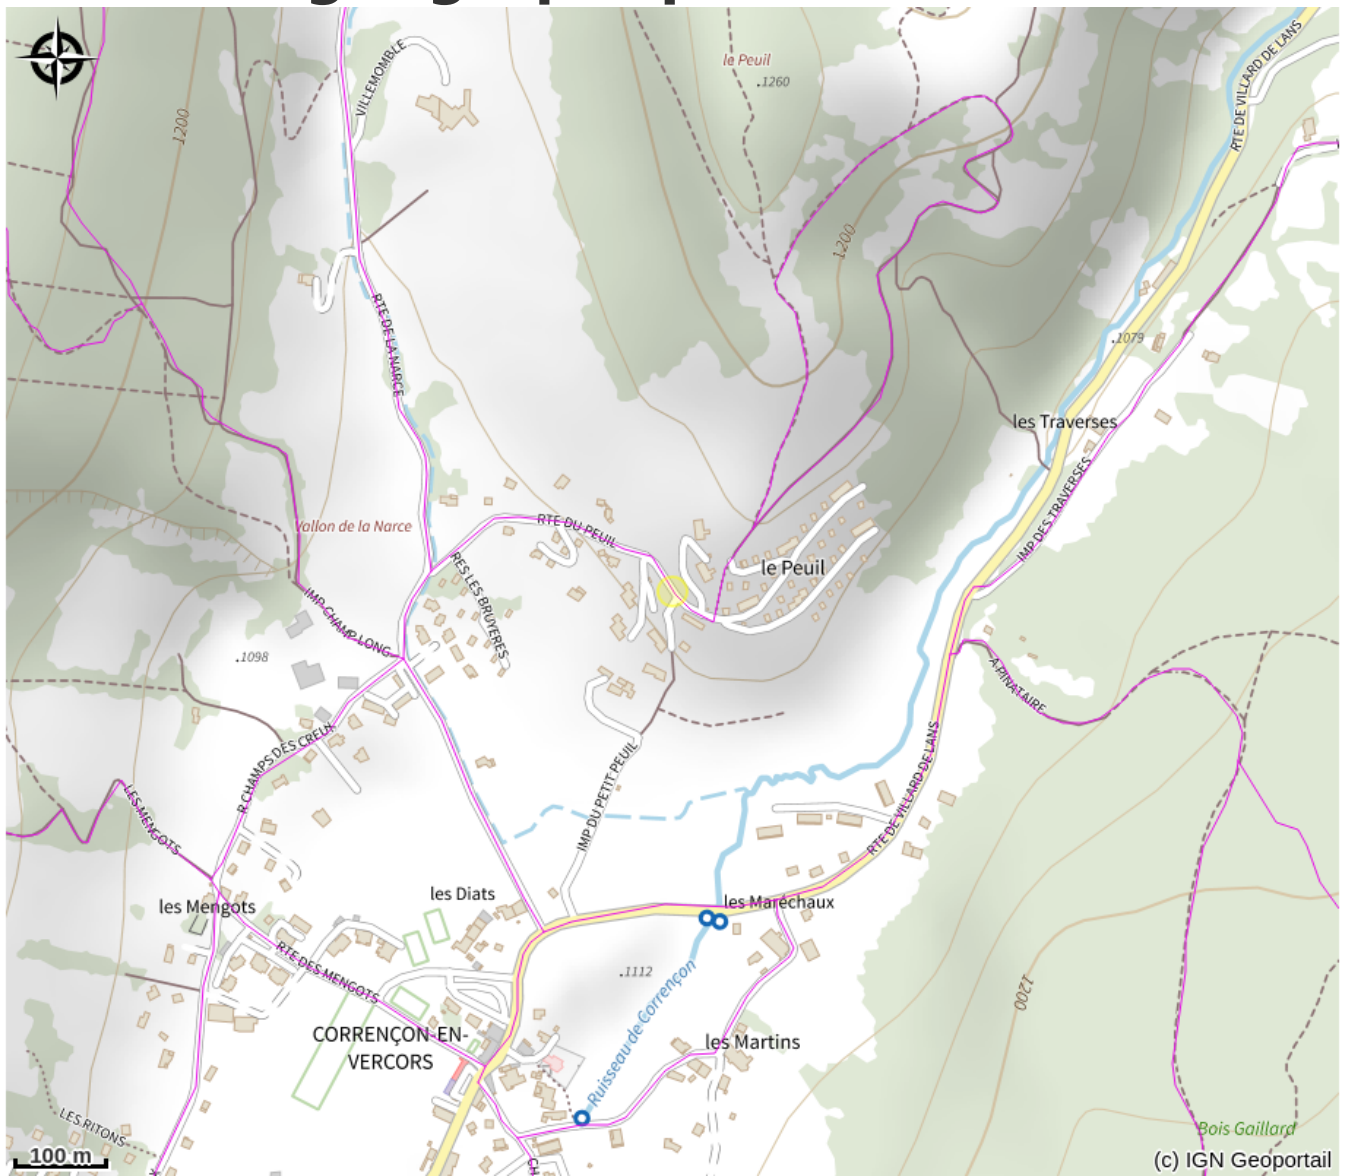 VILLEMOMBLE
le Peuil
.1260
RTE DE VILLARD DE LANS
1200
1200
RTE DE LA NARCE
.1079
les Traverses
Vallon de la Narce
RTE DU PEUIL
IMP DES TRAVERSES
RES LES BRUYERES
le Peuil
IMP CHAMP LONG
.1098
A PINATAIRE
R CHAMPS DES CREUX
IMP DU PETIT PEUIL
RTE DE VILLARD DE LANS
LES MENGOTS
les Diats
les Maréchaux
les Mengots
RTE DES MENGOTS
.1112
1200
Ruisseau de Corrençon
CORRENÇON-EN-
VERCORS
les Martins
LES RITONS
Bois Gaillard
100 m
CH
(c) IGN Geoportail